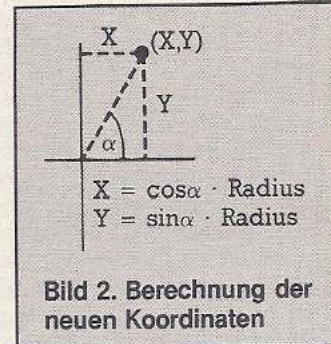 X
(X,Y)
Y
α
X = cosα · Radius
Y = sinα · Radius
Bild 2. Berechnung der
neuen Koordinaten